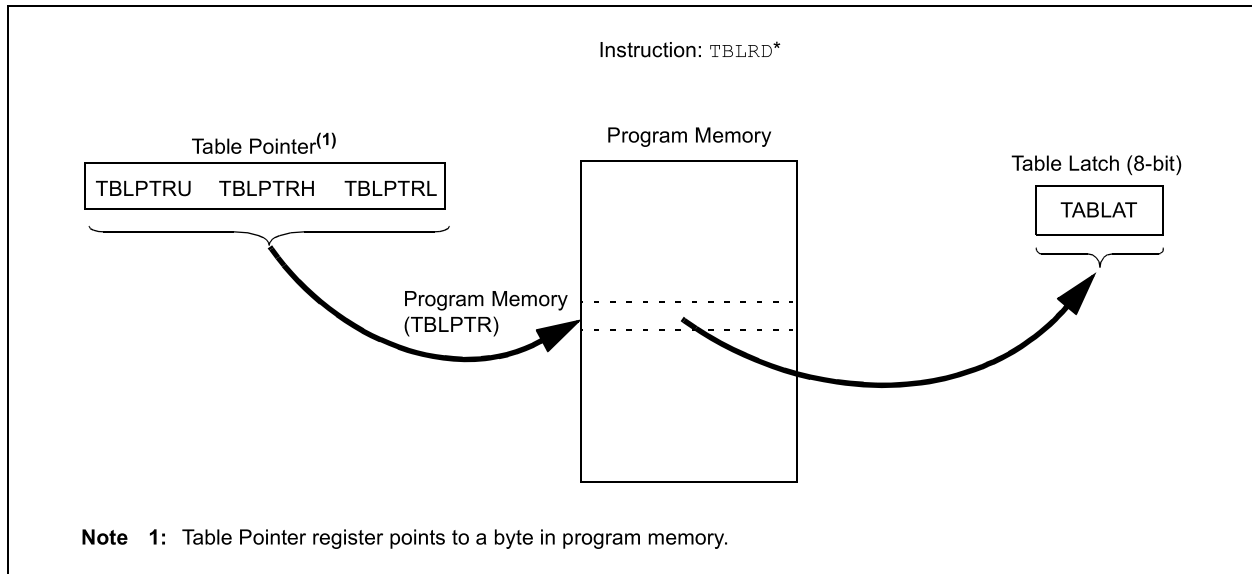 Instruction: TBLRD*
Table Pointer(1)
TBLPTRU TBLPTRH TBLPTRL
Program Memory
Table Latch (8-bit)
TABLAT
Program Memory
(TBLPTR)
Note 1: Table Pointer register points to a byte in program memory.